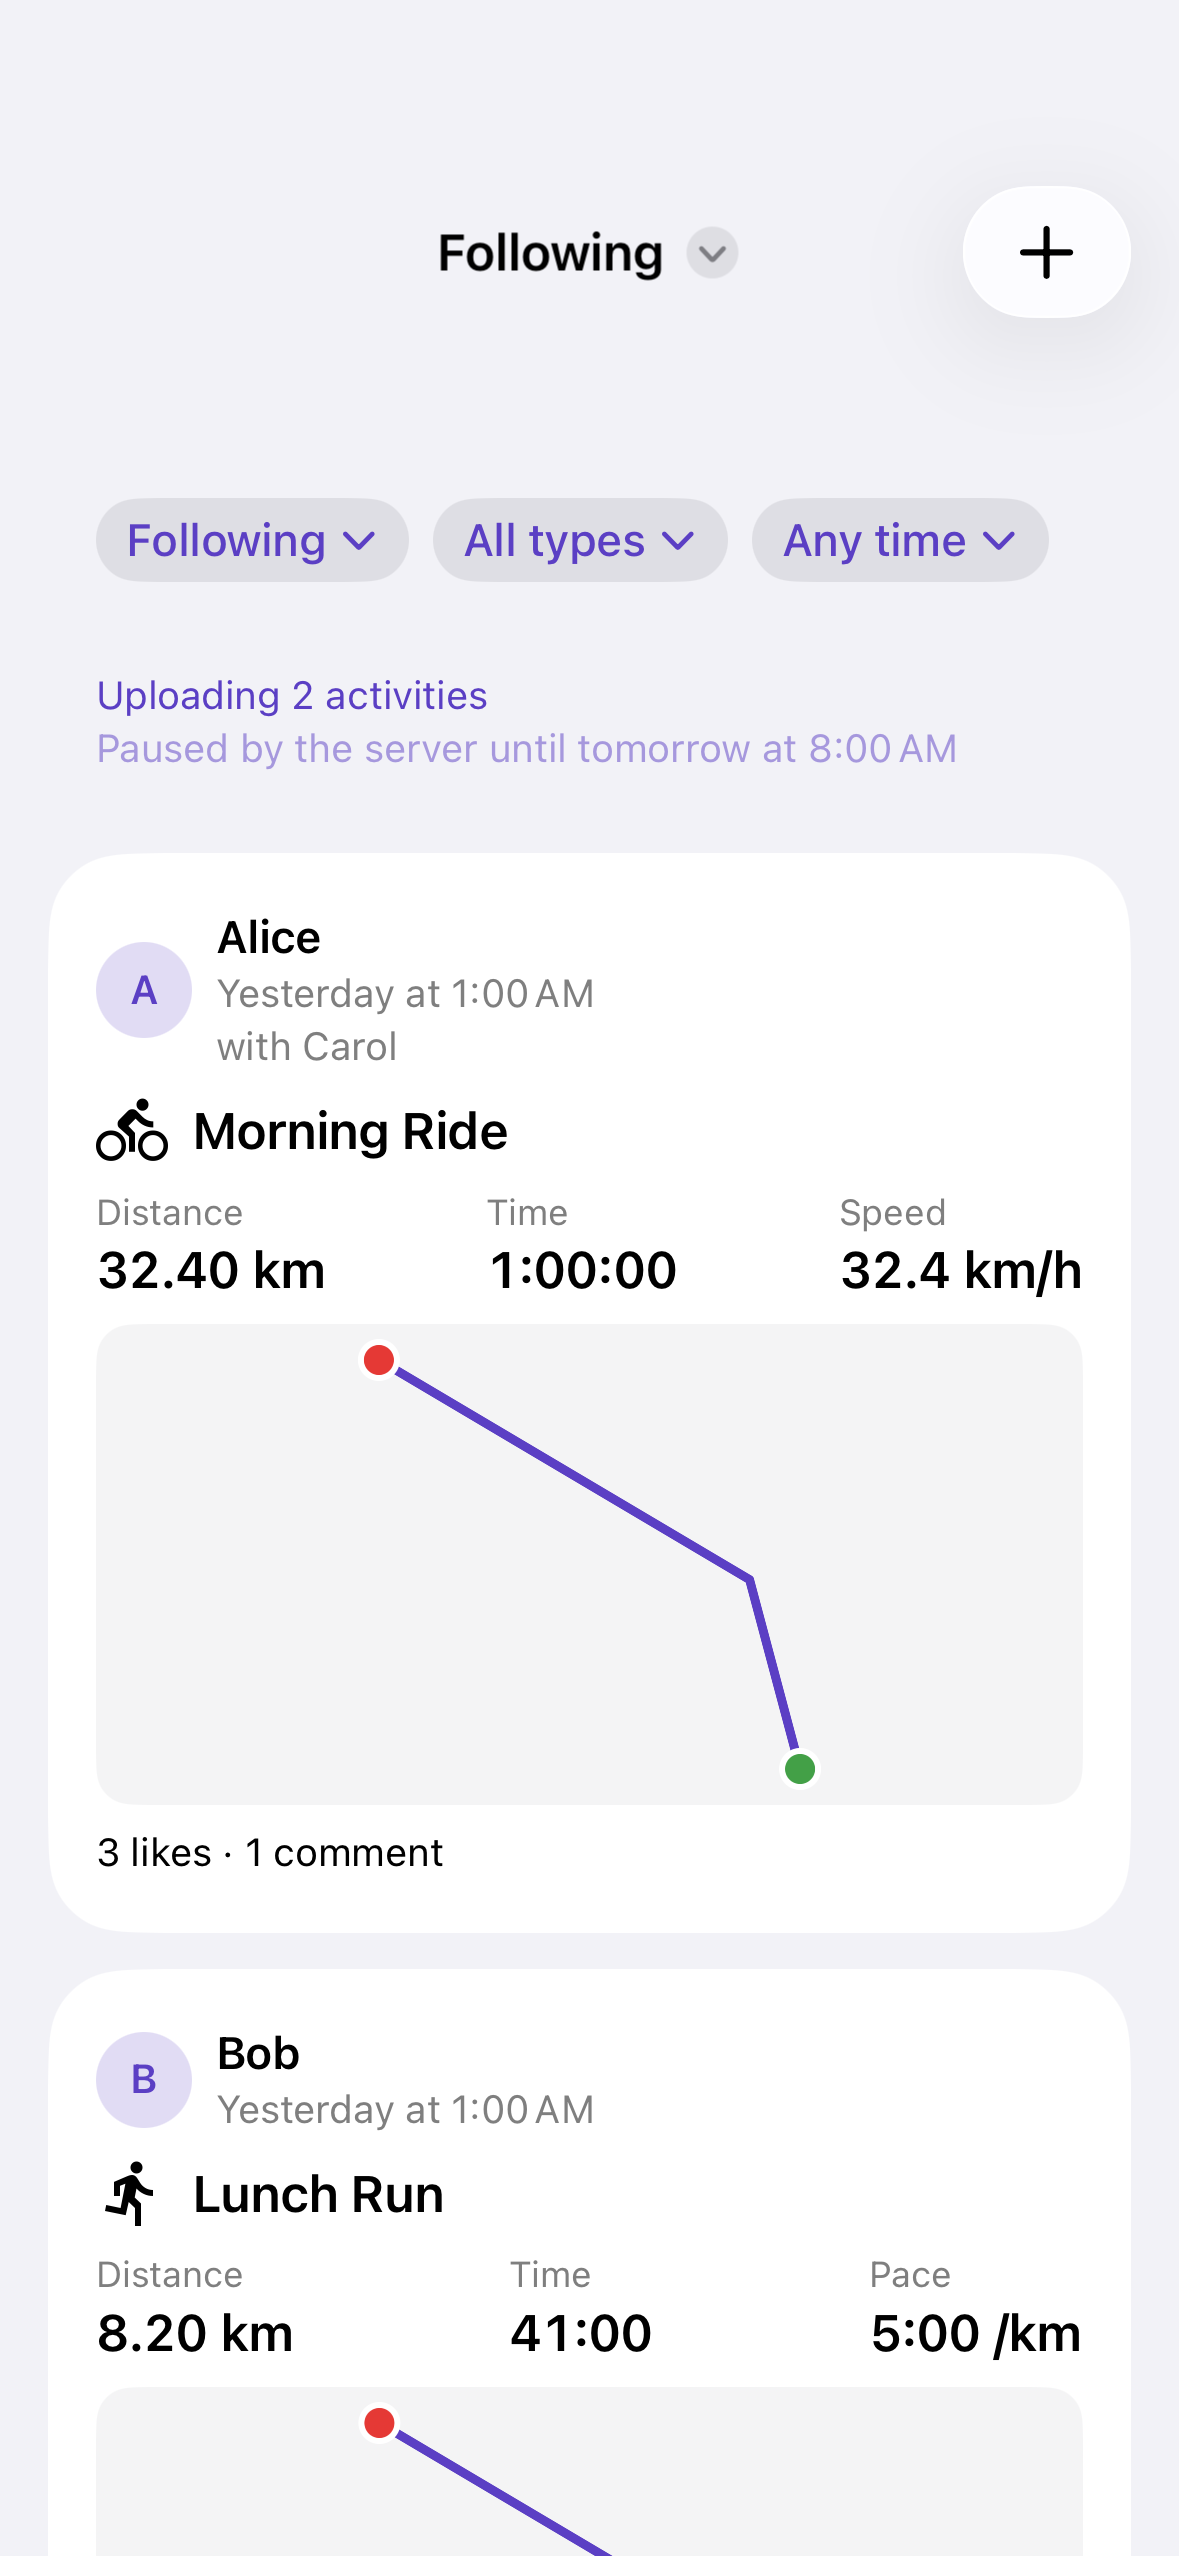 Following
Following
All types
Any time
Uploading 2 activities
Paused by the server until tomorrow at 8:00 AM
A
Alice
Yesterday at 1:00 AM
with Carol
Morning Ride
Distance
Time
Speed
32.40 km
1:00:00
32.4 km/h
3 likes · 1 comment
B
Bob
Yesterday at 1:00 AM
Lunch Run
Distance
Time
Pace
8.20 km
41:00
5:00 /km